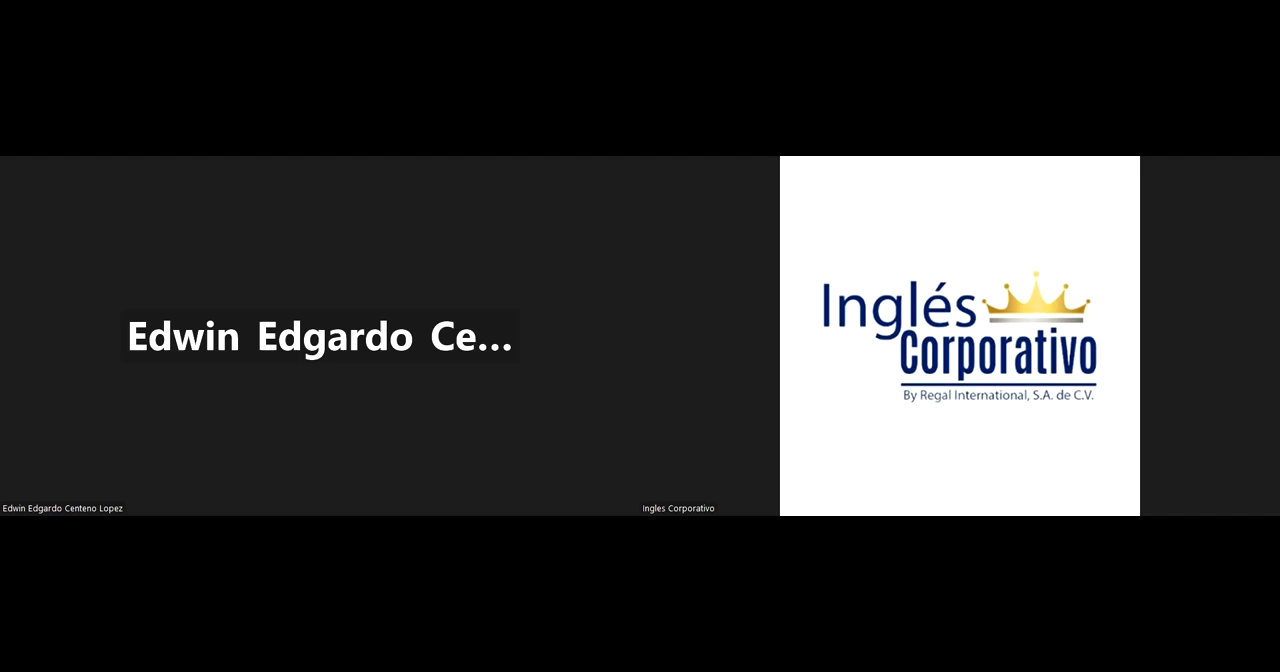 Edwin Edgardo Ce...
Edwin Edgardo Centeno Lopez
Inglés
Corporativo
By Regal International, S.A. de C.V.
Ingles Corporativo